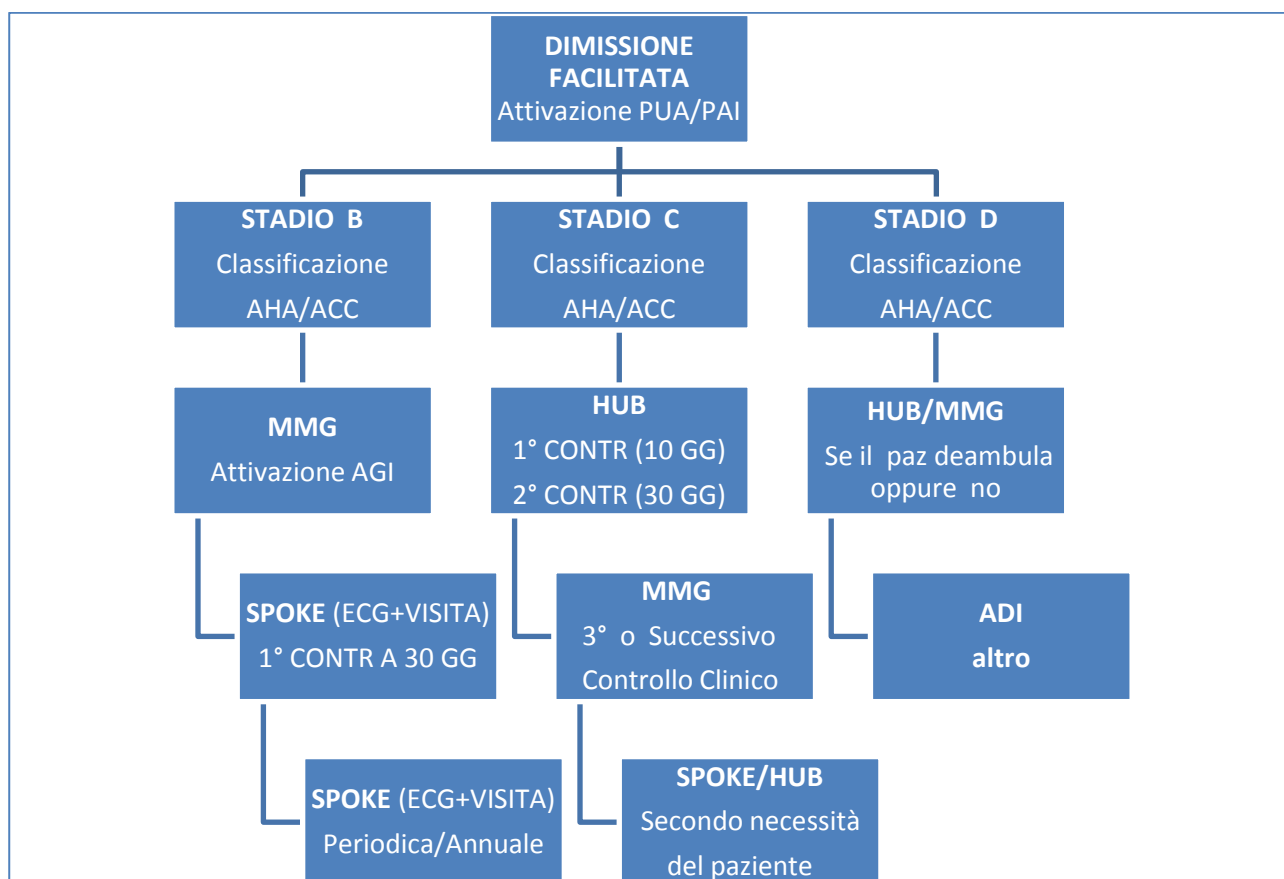 DIMISSIONE
FACILITATA
Attivazione PUA/PAI
STADIO B
Classificazione
AHA/ACC
STADIO C
Classificazione
AHA/ACC
STADIO D
Classificazione
AHA/ACC
MMG
Attivazione AGI
HUB
1° CONTR (10 GG)
2° CONTR (30 GG)
HUB/MMG
Se il paz deambula
oppure no
SPOKE (ECG+VISITA)
1° CONTR A 30 GG
MMG
3° o Successivo
Controllo Clinico
ADI
altro
SPOKE (ECG+VISITA)
Periodica/Annuale
SPOKE/HUB
Secondo necessità
del paziente